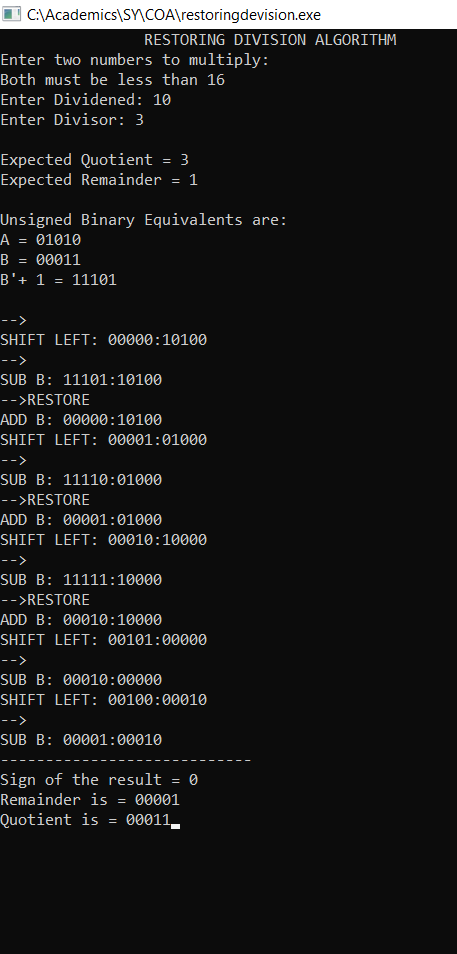 C:\Academics\SY\COA\restoringdevision.exe
RESTORING DIVISION ALGORITHM
Enter two numbers to multiply:
Both must be less than 16
Enter Dividened: 10
Enter Divisor: 3
Expected Quotient = 3
Expected Remainder = 1
Unsigned Binary Equivalents are:
A = 01010
B = 00011
B'+ 1 = 11101
-->
SHIFT LEFT: 00000:10100
-->
SUB B: 11101:10100
-->RESTORE
ADD B: 00000:10100
SHIFT LEFT: 00001:01000
-->
SUB B: 11110:01000
-->RESTORE
ADD B: 00001:01000
SHIFT LEFT: 00010:10000
-->
SUB B: 11111:10000
-->RESTORE
ADD B: 00010:10000
SHIFT LEFT: 00101:00000
-->
SUB B: 00010:00000
SHIFT LEFT: 00100:00010
-->
SUB B: 00001:00010
----------------------------
Sign of the result = 0
Remainder is = 00001
Quotient is = 00011